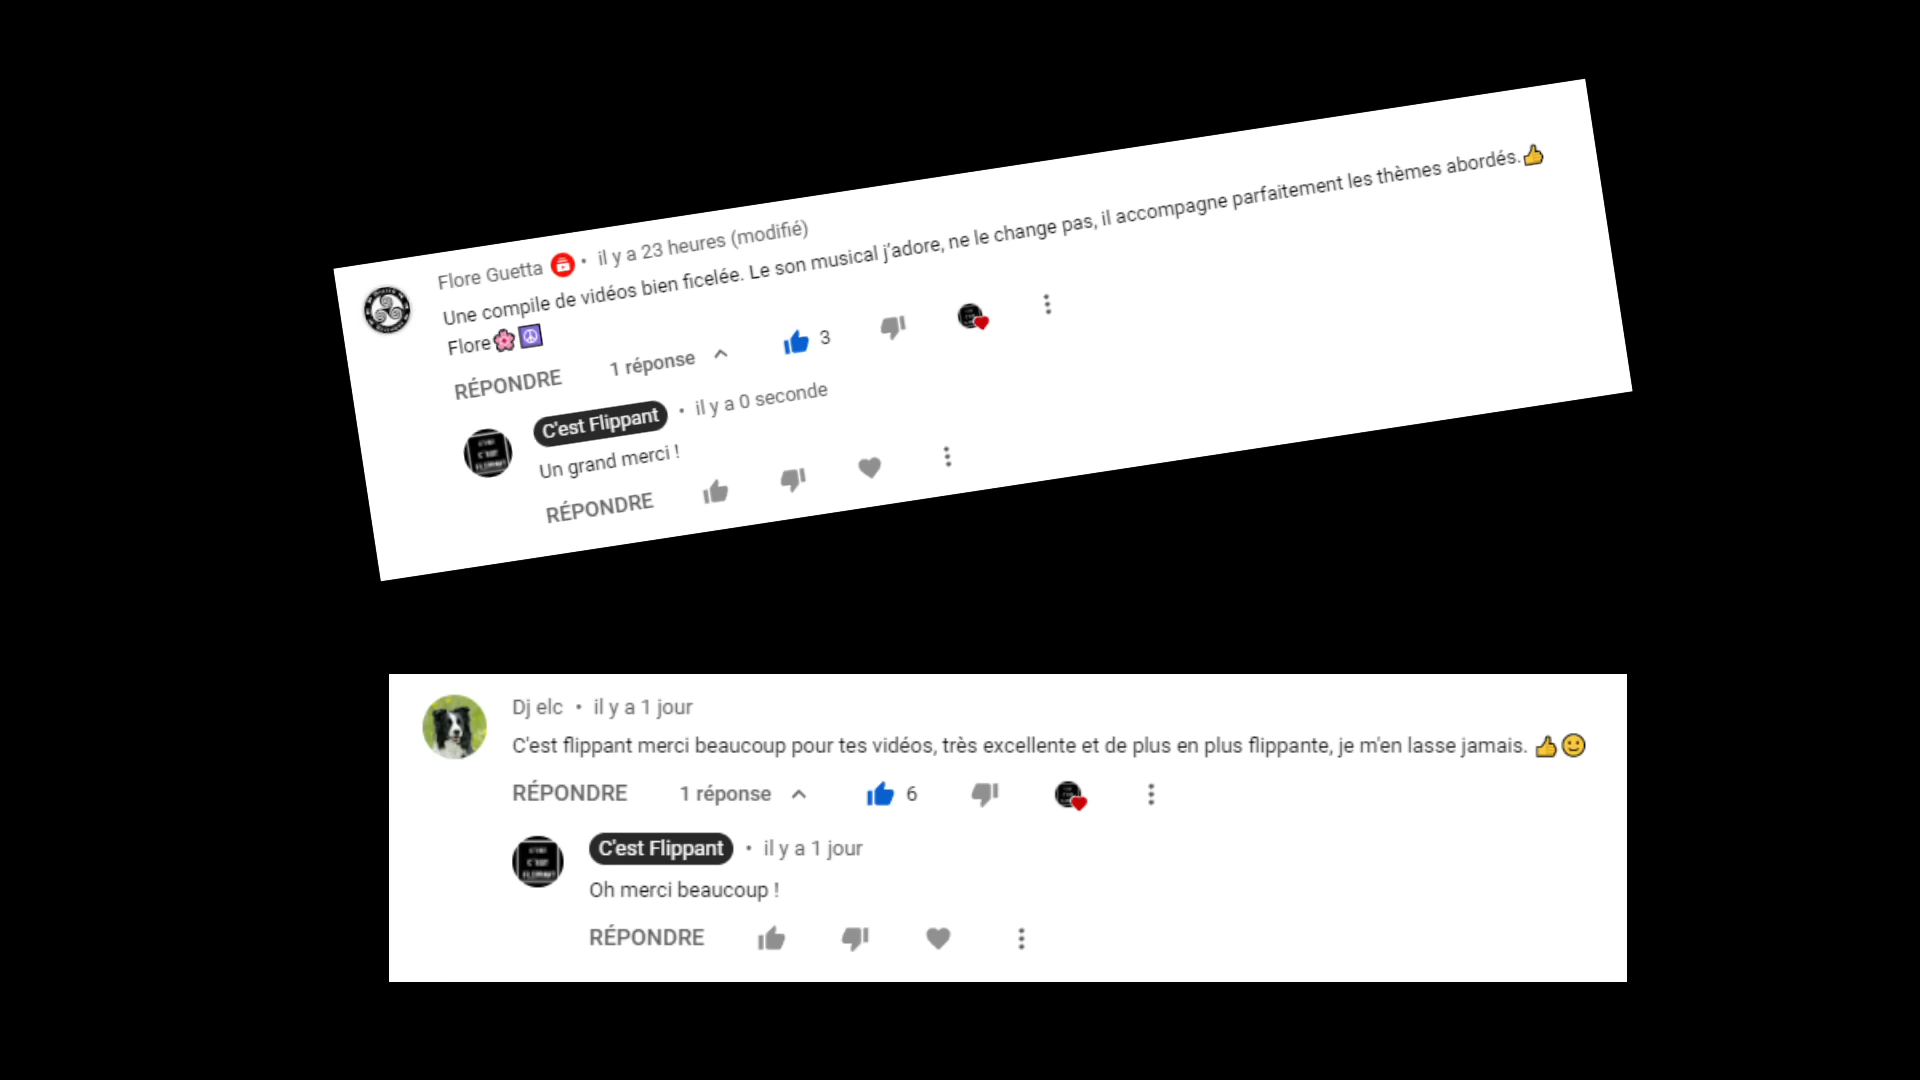 Flore Guetta • il y a 23 heures (modifié)
Une compile de vidéos bien ficelée. Le son musical j'adore, ne le change pas, il accompagne parfaitement les thèmes abordés.👍
Flore🌸☮
RÉPONDRE 1 réponse 3
C'est Flippant • il y a 0 seconde
Un grand merci !
RÉPONDRE
Dj elc • il y a 1 jour
C'est flippant merci beaucoup pour tes vidéos, très excellente et de plus en plus flippante, je m'en lasse jamais. 👍🙂
RÉPONDRE 1 réponse 6
C'est Flippant • il y a 1 jour
Oh merci beaucoup !
RÉPONDRE